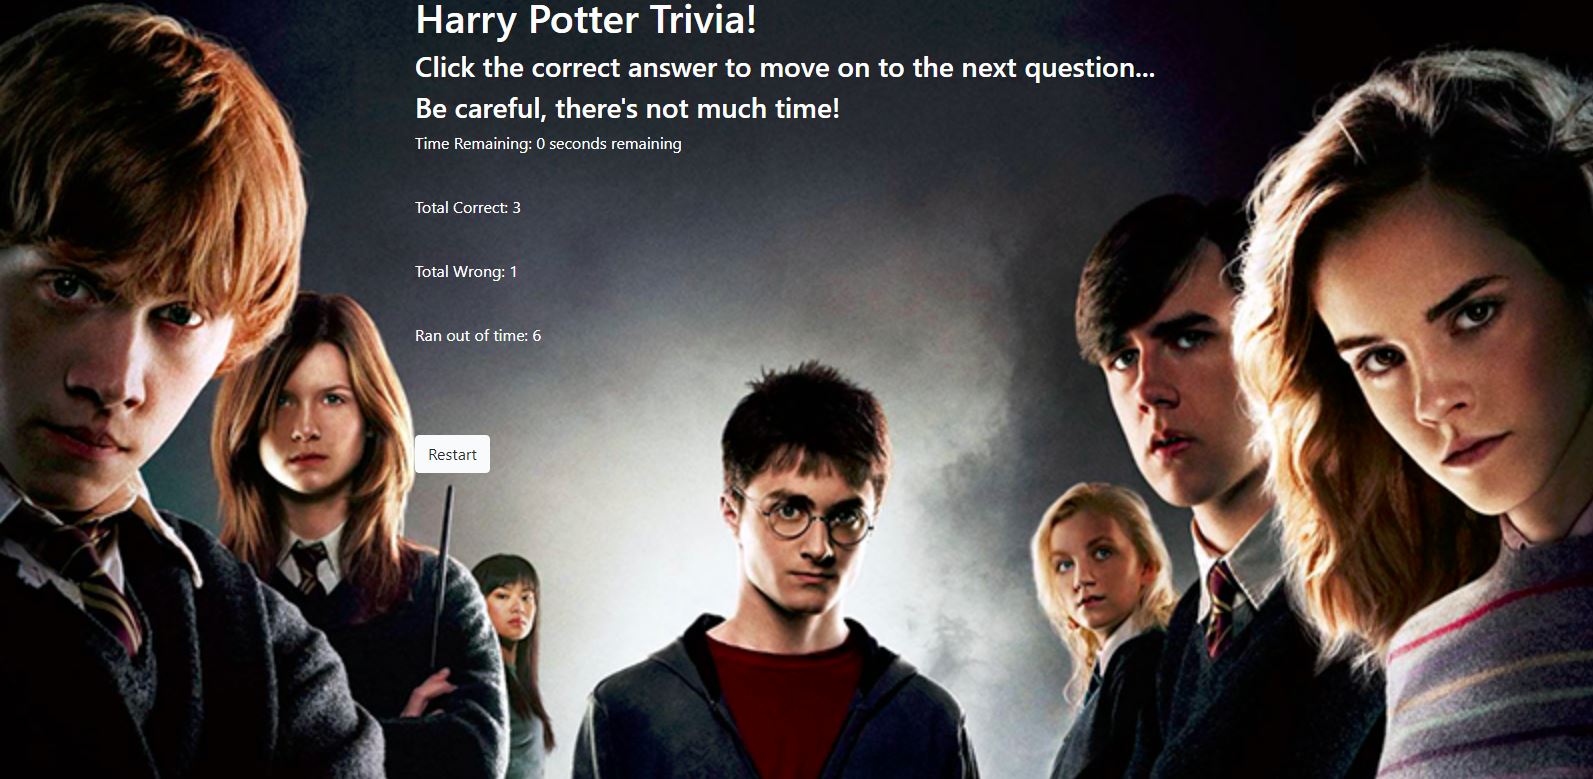 Harry Potter Trivia!
Click the correct answer to move on to the next question...
Be careful, there's not much time!
Time Remaining: 0 seconds remaining
Total Correct: 3
Total Wrong: 1
Ran out of time: 6
Restart